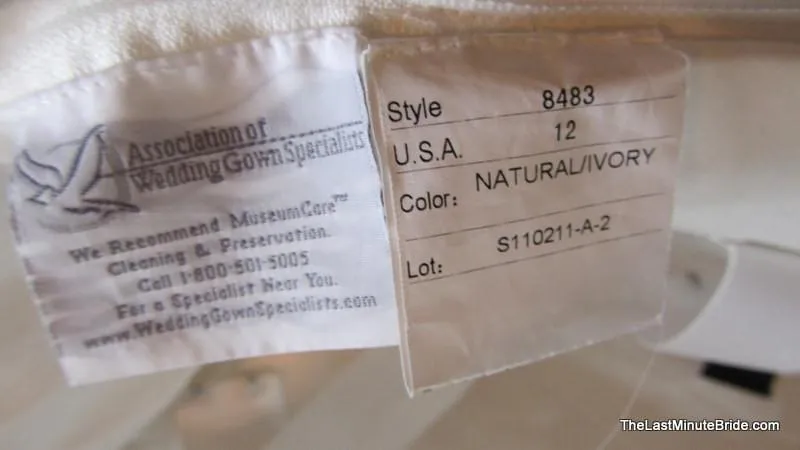 Association of
Wedding Gown Specialists
We Recommend MuseumCare™
Cleaning & Preservation.
Call 1-800-501-5005
For a Specialist Near You.
www.WeddingGownSpecialists.com
Style 8483
U.S.A. 12
Color: NATURAL/IVORY
Lot: S110211-A-2
TheLastMinuteBride.com